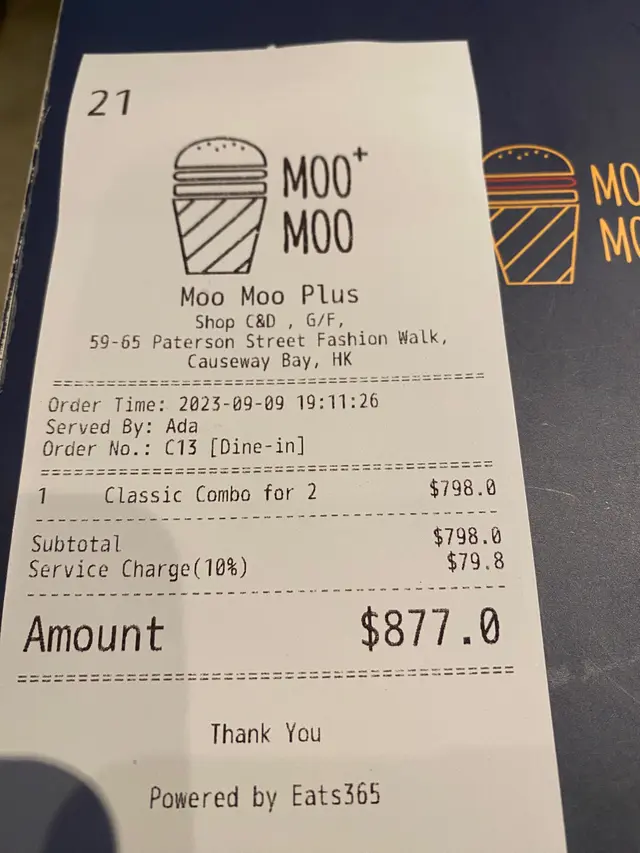 21
MOO+
MOO
Moo Moo Plus
Shop C&D , G/F,
59-65 Paterson Street Fashion Walk,
Causeway Bay, HK
Order Time: 2023-09-09 19:11:26
Served By: Ada
Order No.: C13 [Dine-in]
1 Classic Combo for 2 $798.0
Subtotal $798.0
Service Charge(10%) $79.8
Amount $877.0
Thank You
Powered by Eats365
MO
MO